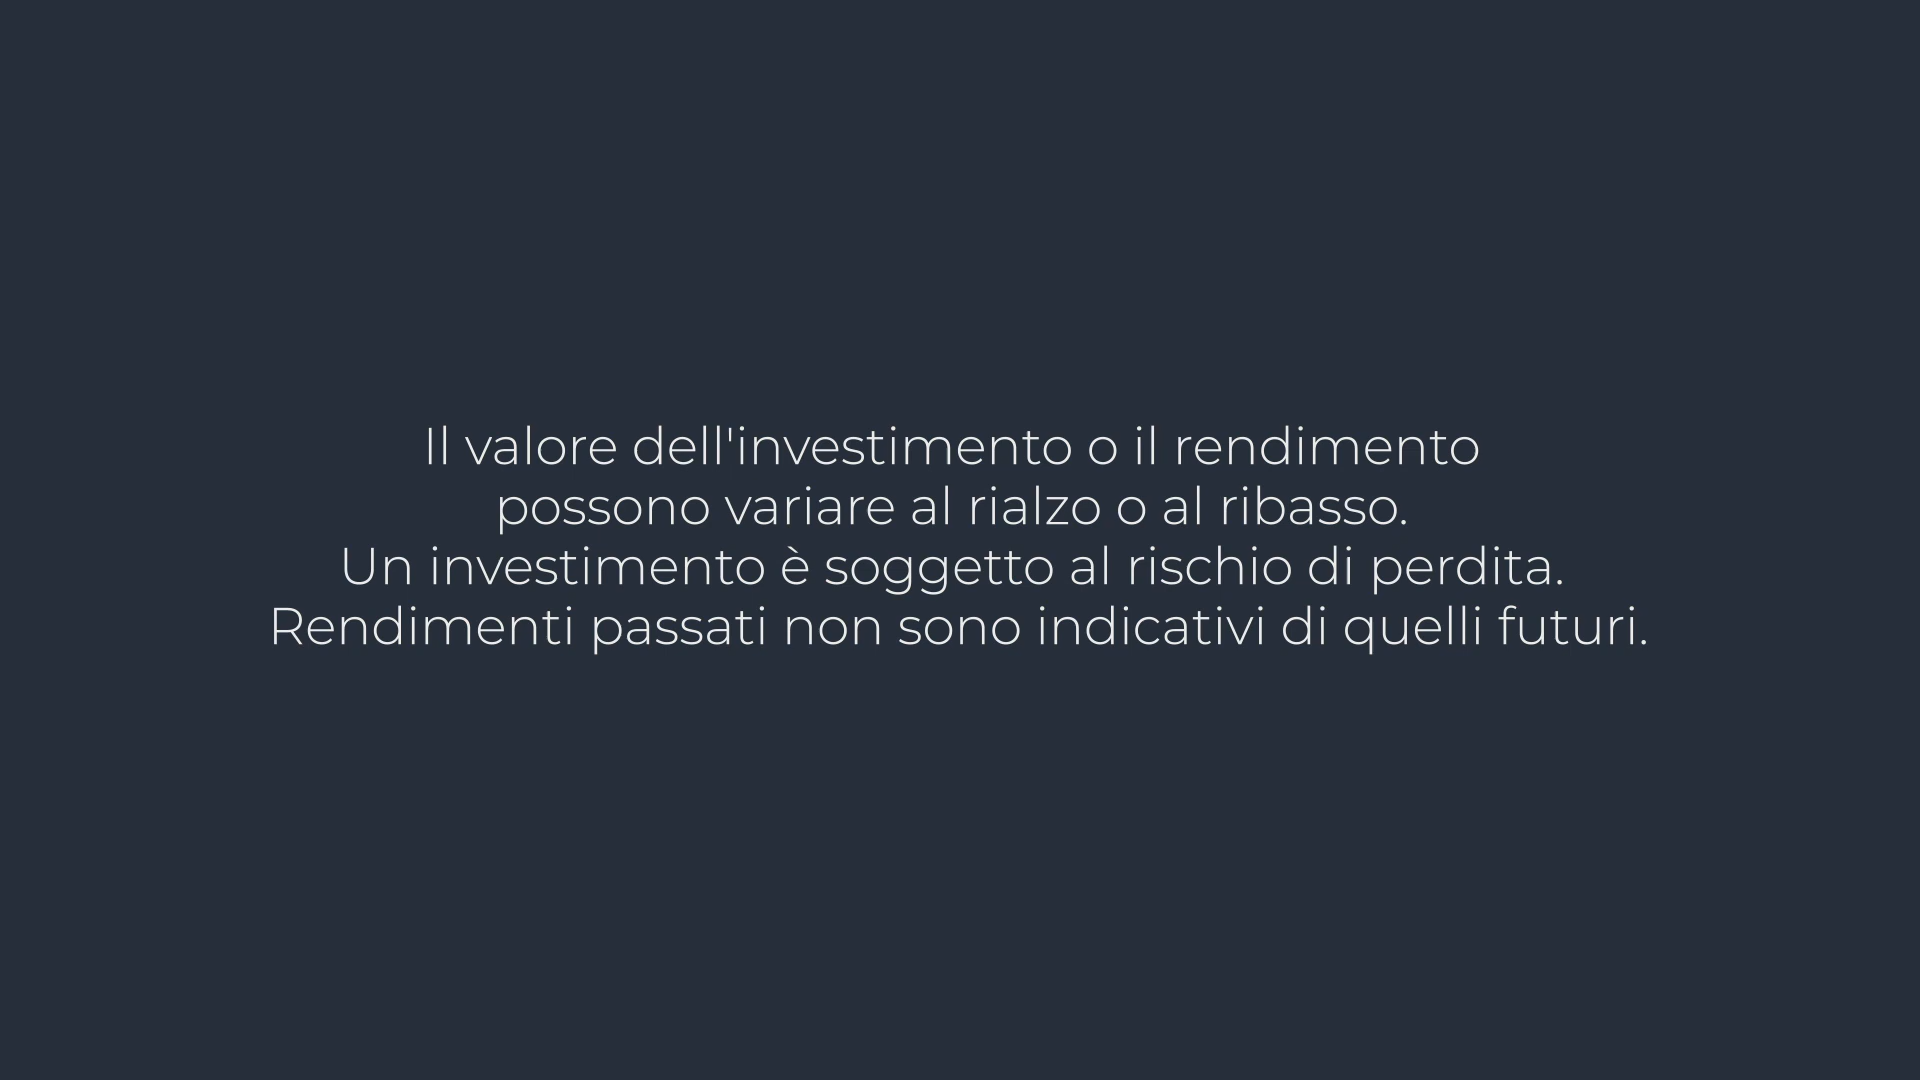 Il valore dell'investimento o il rendimento
possono variare al rialzo o al ribasso.
Un investimento è soggetto al rischio di perdita.
Rendimenti passati non sono indicativi di quelli futuri.